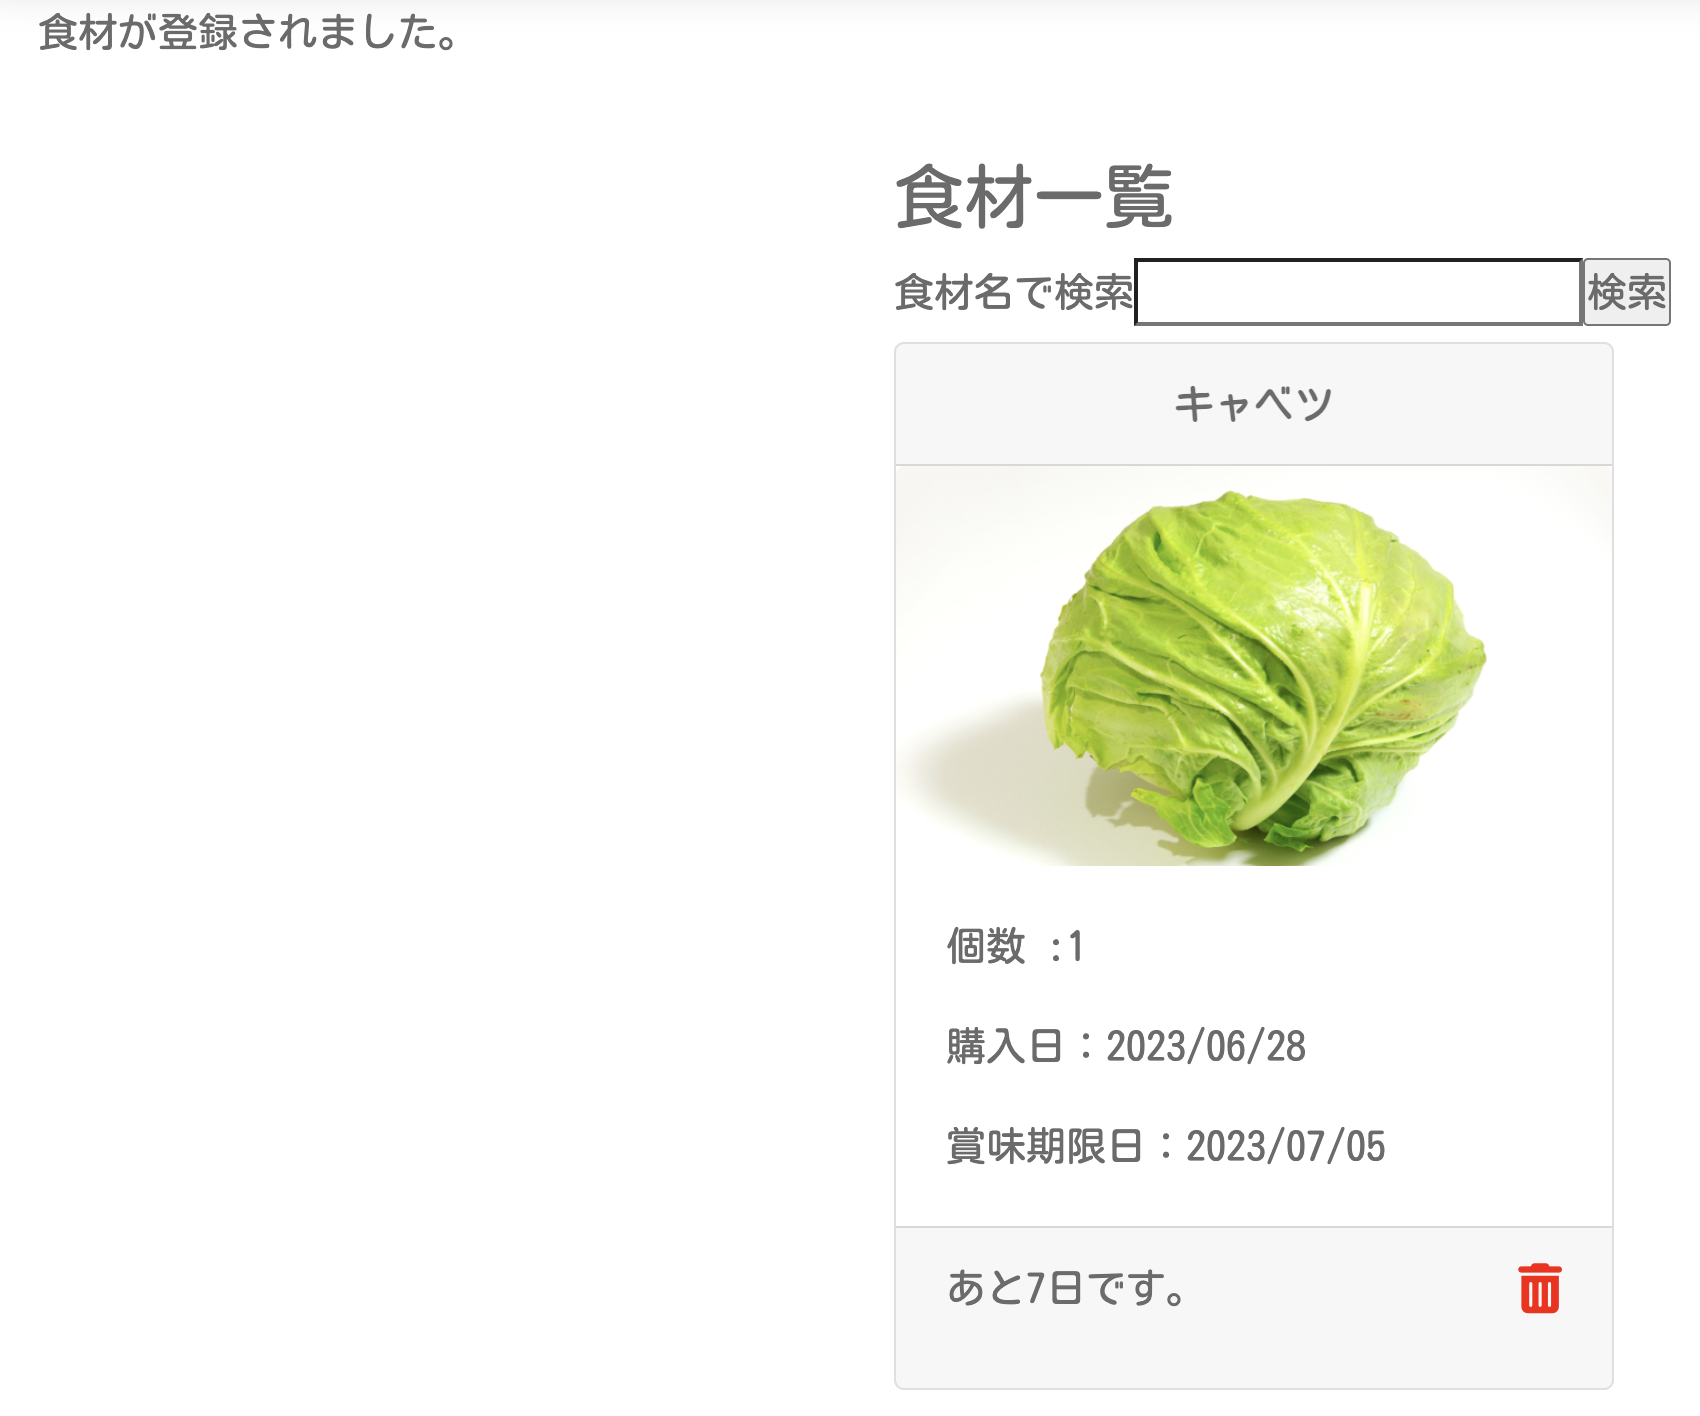 食材が登録されました。
食材一覧
食材名で検索 検索
キャベツ
個数 :1
購入日：2023/06/28
賞味期限日：2023/07/05
あと7日です。